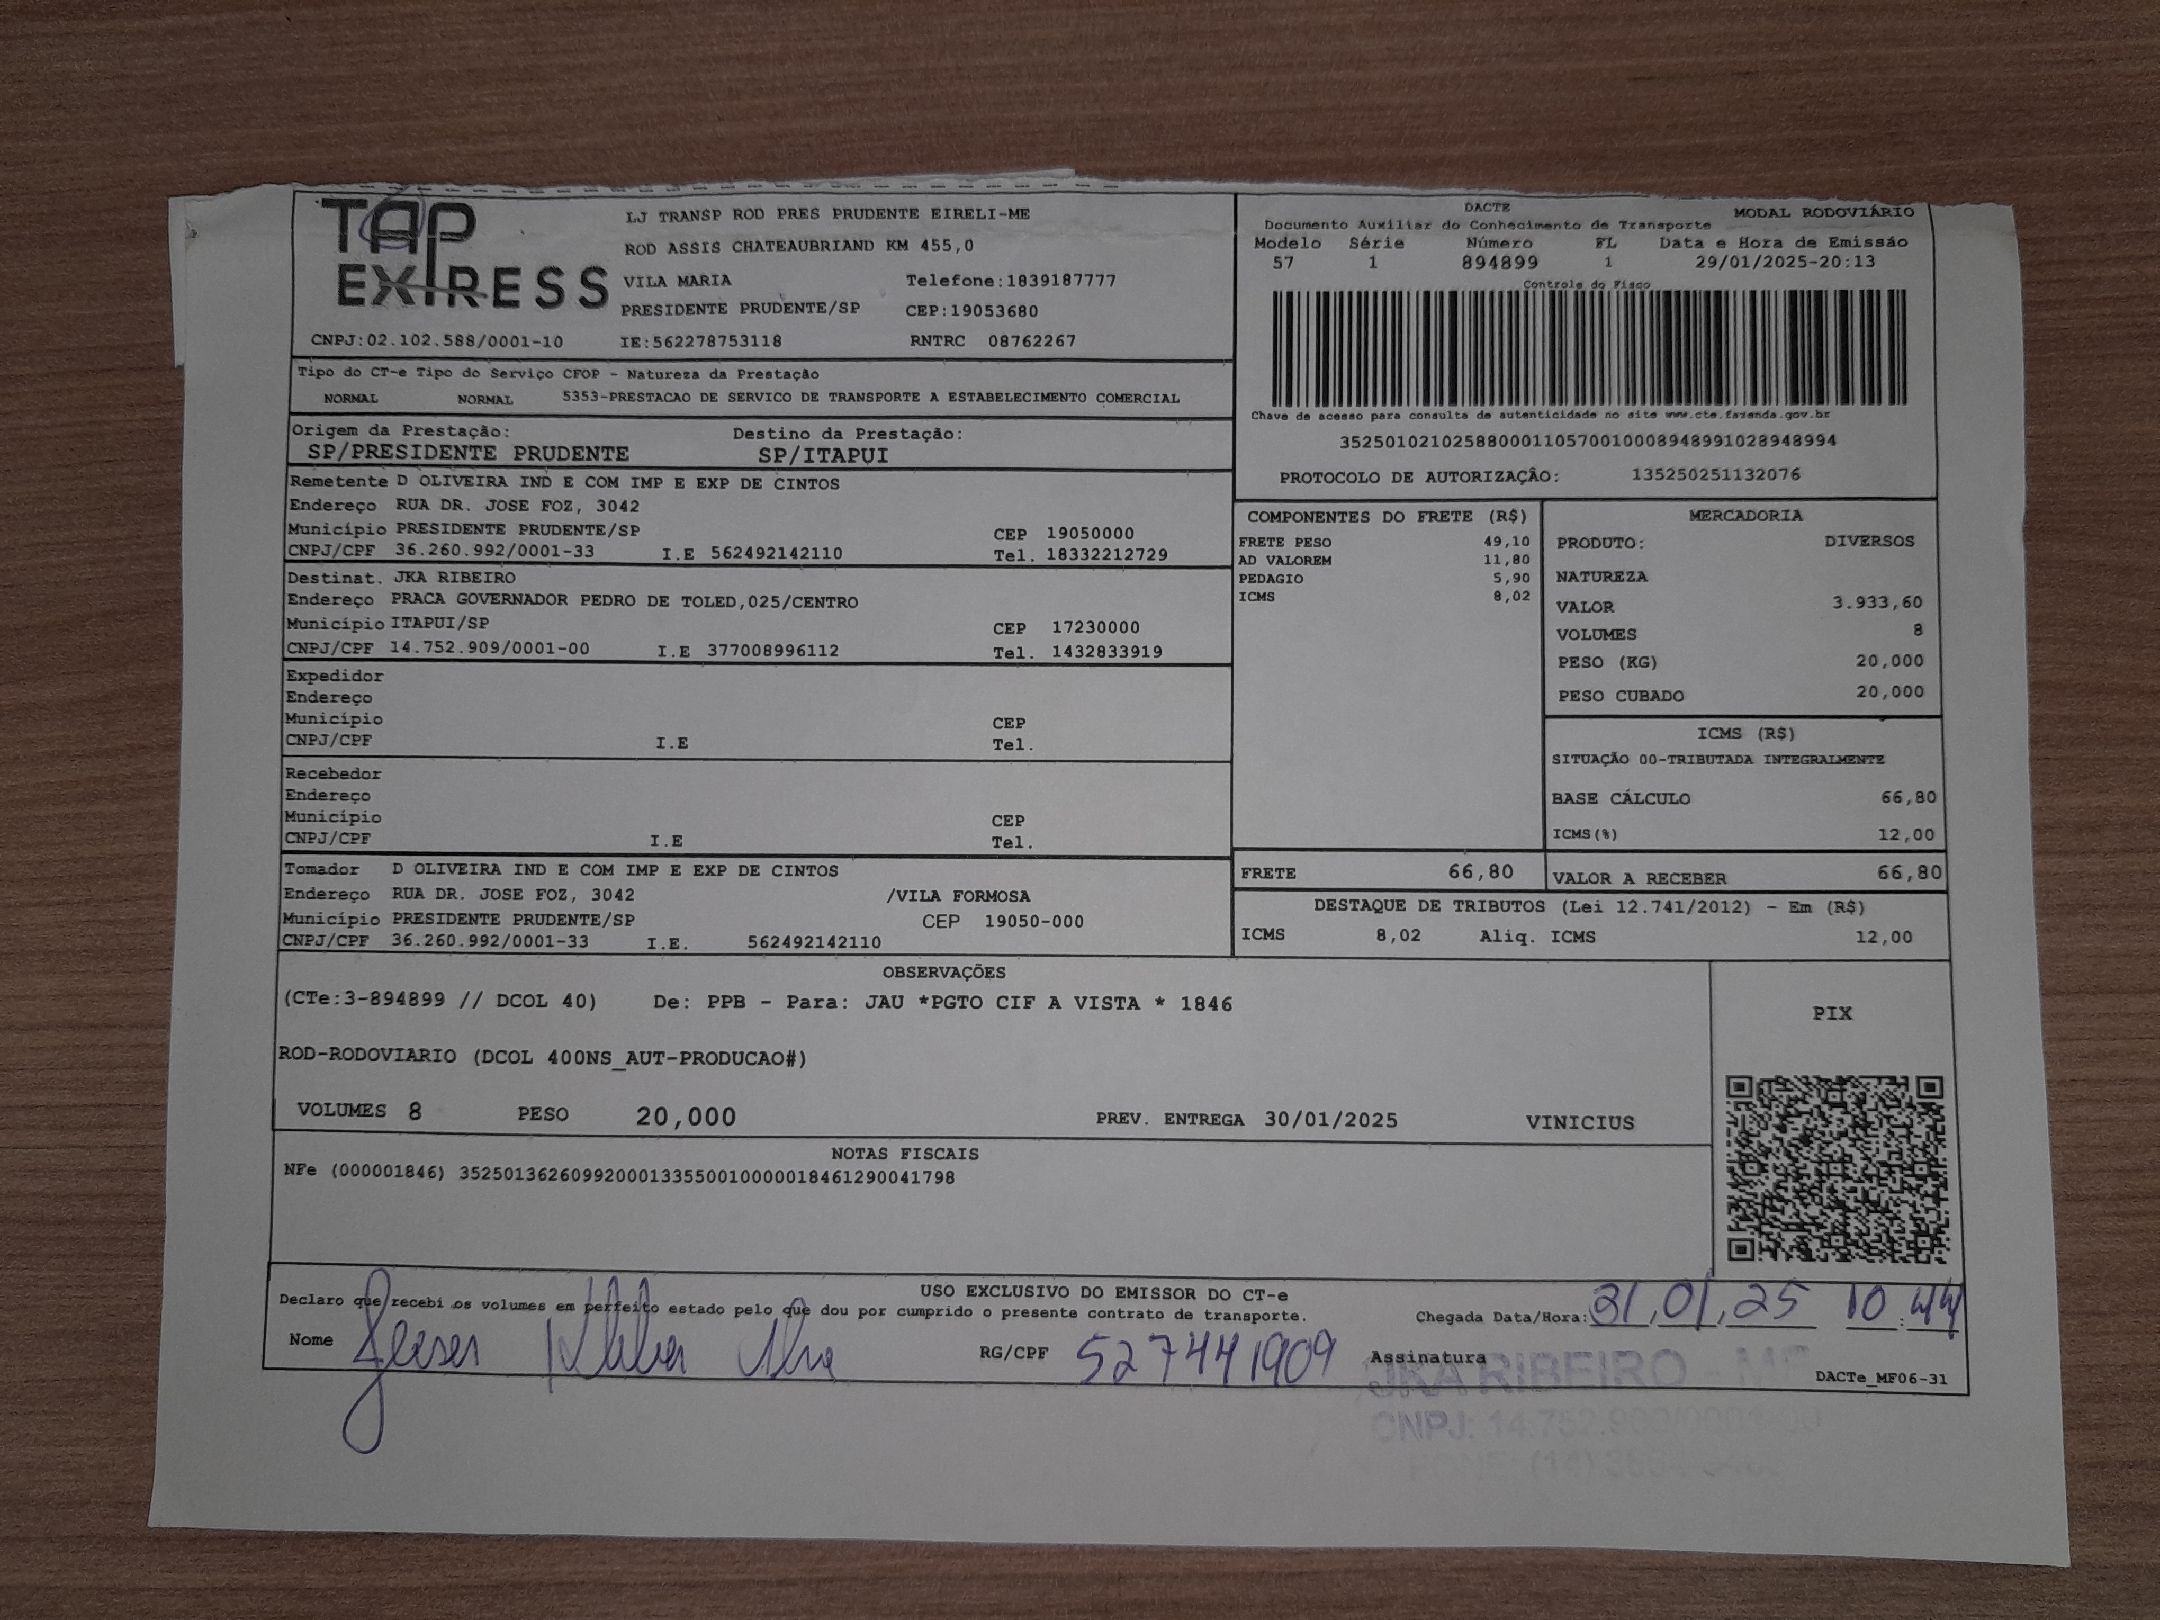 TAP EXPRESS
LJ TRANSP ROD PRES PRUDENTE EIRELI-ME
ROD ASSIS CHATEAUBRIAND KM 455,0
VILA MARIA Telefone:1839187777
PRESIDENTE PRUDENTE/SP CEP:19053680
CNPJ:02.102.588/0001-10 IE:562278753118 RNTRC 08762267
DACTE MODAL RODOVIÁRIO
Documento Auxiliar do Conhecimento de Transporte
Modelo Série Número FL Data e Hora de Emissão
57 1 894899 1 29/01/2025-20:13
Controle do Fisco
Chave de acesso para consulta de autenticidade no site www.cte.fazenda.gov.br
35250102102588000110570010008948991028948994
PROTOCOLO DE AUTORIZAÇÂO: 135250251132076
Tipo do CT-e Tipo do Serviço CFOP - Natureza da Prestação
NORMAL NORMAL 5353-PRESTACAO DE SERVICO DE TRANSPORTE A ESTABELECIMENTO COMERCIAL
Origem da Prestação: Destino da Prestação:
SP/PRESIDENTE PRUDENTE SP/ITAPUI
Remetente D OLIVEIRA IND E COM IMP E EXP DE CINTOS
Endereço RUA DR. JOSE FOZ, 3042
Município PRESIDENTE PRUDENTE/SP CEP 19050000
CNPJ/CPF 36.260.992/0001-33 I.E 562492142110 Tel. 18332212729
Destinat. JKA RIBEIRO
Endereço PRACA GOVERNADOR PEDRO DE TOLED,025/CENTRO
Município ITAPUI/SP CEP 17230000
CNPJ/CPF 14.752.909/0001-00 I.E 377008996112 Tel. 1432833919
Expedidor
Endereço
Município CEP
CNPJ/CPF I.E Tel.
Recebedor
Endereço
Município CEP
CNPJ/CPF I.E Tel.
Tomador D OLIVEIRA IND E COM IMP E EXP DE CINTOS
Endereço RUA DR. JOSE FOZ, 3042 /VILA FORMOSA
Município PRESIDENTE PRUDENTE/SP CEP 19050-000
CNPJ/CPF 36.260.992/0001-33 I.E. 562492142110
COMPONENTES DO FRETE (R$)
FRETE PESO 49,10
AD VALOREM 11,80
PEDAGIO 5,90
ICMS 8,02
MERCADORIA
PRODUTO: DIVERSOS
NATUREZA
VALOR 3.933,60
VOLUMES 8
PESO (KG) 20,000
PESO CUBADO 20,000
ICMS (R$)
SITUAÇÃO 00-TRIBUTADA INTEGRALMENTE
BASE CÁLCULO 66,80
ICMS(%) 12,00
FRETE 66,80 VALOR A RECEBER 66,80
DESTAQUE DE TRIBUTOS (Lei 12.741/2012) - Em (R$)
ICMS 8,02 Aliq. ICMS 12,00
OBSERVAÇÕES
(CTe:3-894899 // DCOL 40) De: PPB - Para: JAU *PGTO CIF A VISTA * 1846
ROD-RODOVIARIO (DCOL 400NS_AUT-PRODUCAO#)
VOLUMES 8 PESO 20,000 PREV. ENTREGA 30/01/2025 VINICIUS
PIX
NOTAS FISCAIS
NFe (000001846) 35250136260992000133550010000018461290041798
USO EXCLUSIVO DO EMISSOR DO CT-e
Declaro que recebi os volumes em perfeito estado pelo que dou por cumprido o presente contrato de transporte.
Chegada Data/Hora: 31,01,25 10:44
Nome RG/CPF 527441909 Assinatura
JKA RIBEIRO
CNPJ:
DACTe_MF06-31